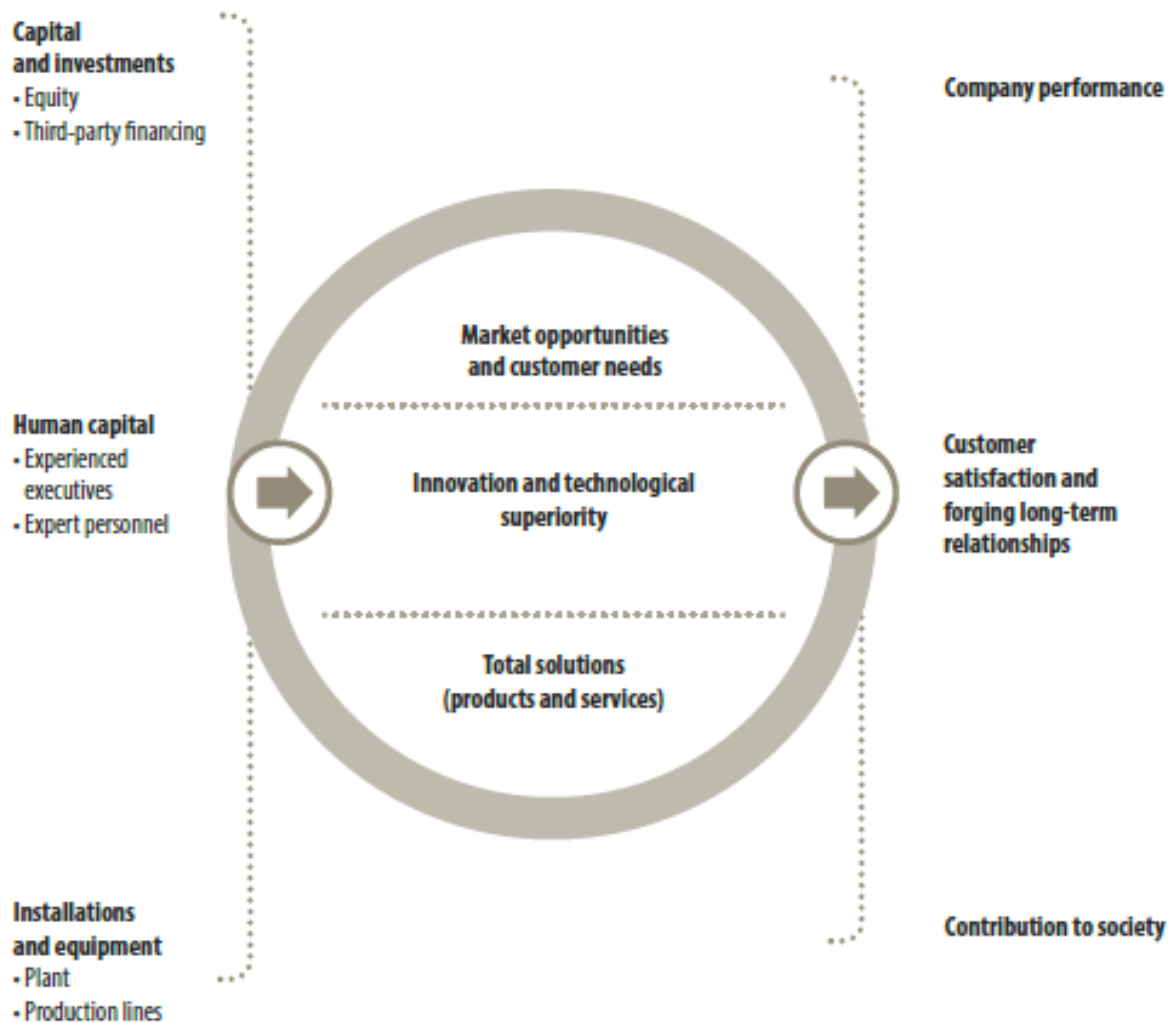 Capital
and investments
• Equity
• Third-party financing
Human capital
• Experienced
executives
• Expert personnel
Installations
and equipment
• Plant
• Production lines
Market opportunities
and customer needs
Innovation and technological
superiority
Total solutions
(products and services)
Company performance
Customer
satisfaction and
forging long-term
relationships
Contribution to society